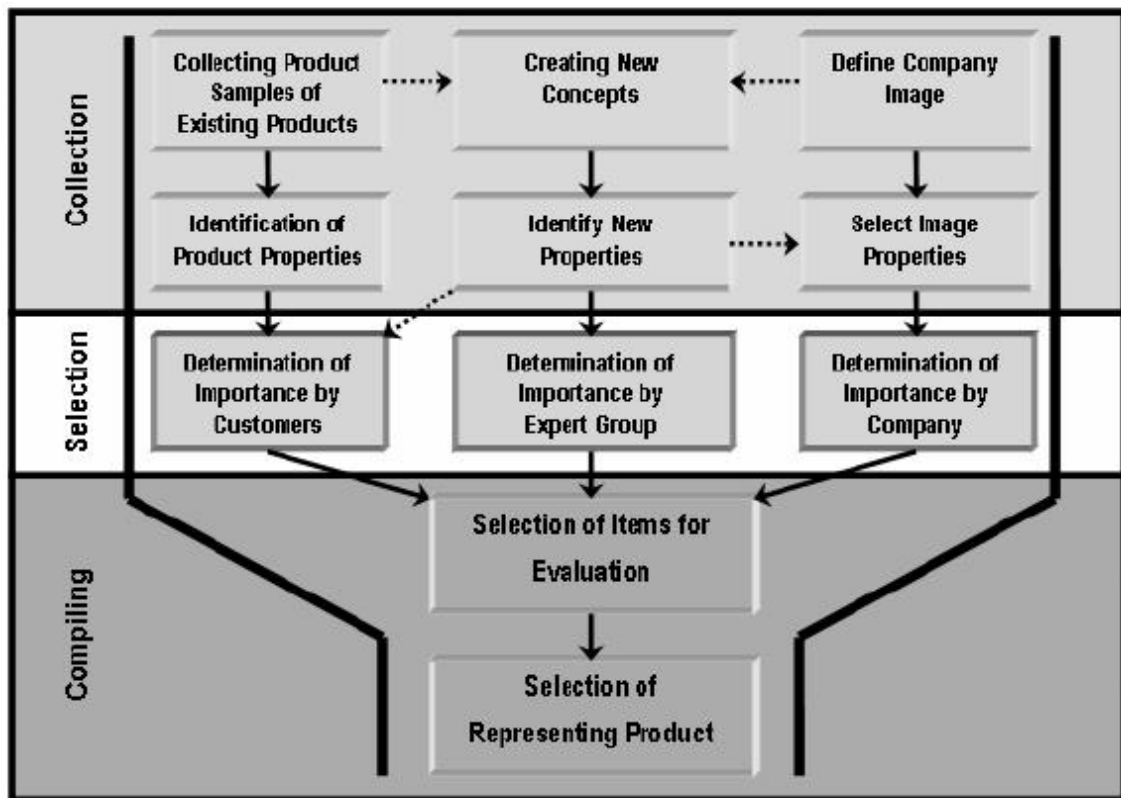 Collection
Collecting Product
Samples of
Existing Products
Creating New
Concepts
Define Company
Image
Identification of
Product Properties
Identify New
Properties
Select Image
Properties
Selection
Determination of
Importance by
Customers
Determination of
Importance by
Expert Group
Determination of
Importance by
Company
Compiling
Selection of Items for
Evaluation
Selection of
Representing Product